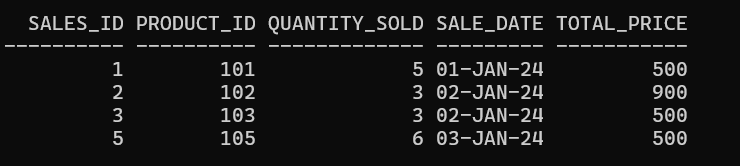 SALES_ID PRODUCT_ID QUANTITY_SOLD SALE_DATE TOTAL_PRICE
---------- ---------- ------------- --------- -----------
1 101 5 01-JAN-24 500
2 102 3 02-JAN-24 900
3 103 3 02-JAN-24 500
5 105 6 03-JAN-24 500